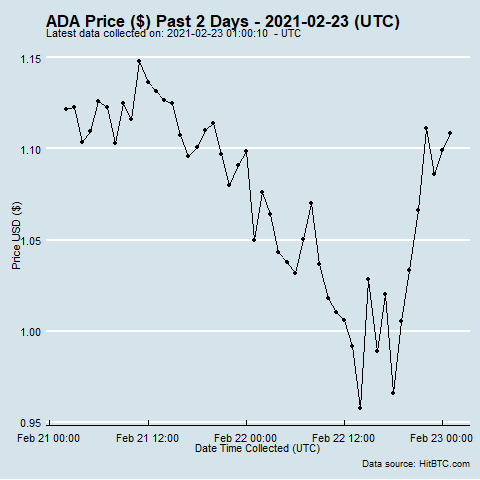 ADA Price ($) Past 2 Days - 2021-02-23 (UTC)
Latest data collected on: 2021-02-23 01:00:10 - UTC
1.15
1.10
1.05
1.00
0.95
Price USD ($)
Feb 21 00:00 Feb 21 12:00 Feb 22 00:00 Feb 22 12:00 Feb 23 00:00
Date Time Collected (UTC)
Data source: HitBTC.com